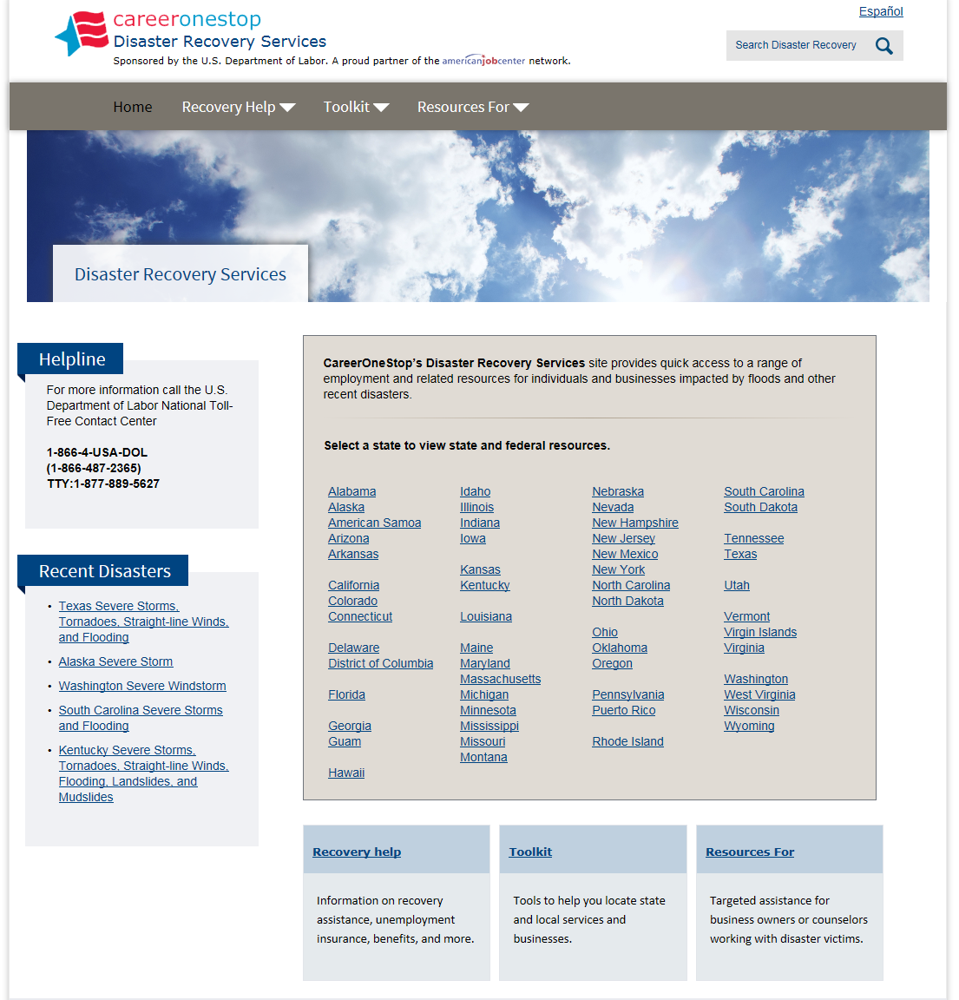 careeronestop
Español
Disaster Recovery Services
Search Disaster Recovery
Sponsored by the U.S. Department of Labor. A proud partner of the americanjobcenter network.
Home
Recovery Help
Toolkit
Resources For
Disaster Recovery Services
Helpline
For more information call the U.S.
Department of Labor National Toll-
Free Contact Center
1-866-4-USA-DOL
(1-866-487-2365)
TTY:1-877-889-5627
Recent Disasters
• Texas Severe Storms,
Tornadoes, Straight-line Winds,
and Flooding
• Alaska Severe Storm
• Washington Severe Windstorm
• South Carolina Severe Storms
and Flooding
• Kentucky Severe Storms,
Tornadoes, Straight-line Winds,
Flooding, Landslides, and
Mudslides
CareerOneStop's Disaster Recovery Services site provides quick access to a range of
employment and related resources for individuals and businesses impacted by floods and other
recent disasters.
Select a state to view state and federal resources.
Alabama
Alaska
American Samoa
Arizona
Arkansas
California
Colorado
Connecticut
Delaware
District of Columbia
Florida
Georgia
Guam
Hawaii
Idaho
Illinois
Indiana
Iowa
Kansas
Kentucky
Louisiana
Maine
Maryland
Massachusetts
Michigan
Minnesota
Mississippi
Missouri
Montana
Nebraska
Nevada
New Hampshire
New Jersey
New Mexico
New York
North Carolina
North Dakota
Ohio
Oklahoma
Oregon
Pennsylvania
Puerto Rico
Rhode Island
South Carolina
South Dakota
Tennessee
Texas
Utah
Vermont
Virgin Islands
Virginia
Washington
West Virginia
Wisconsin
Wyoming
Recovery help
Information on recovery
assistance, unemployment
insurance, benefits, and more.
Toolkit
Tools to help you locate state
and local services and
businesses.
Resources For
Targeted assistance for
business owners or counselors
working with disaster victims.